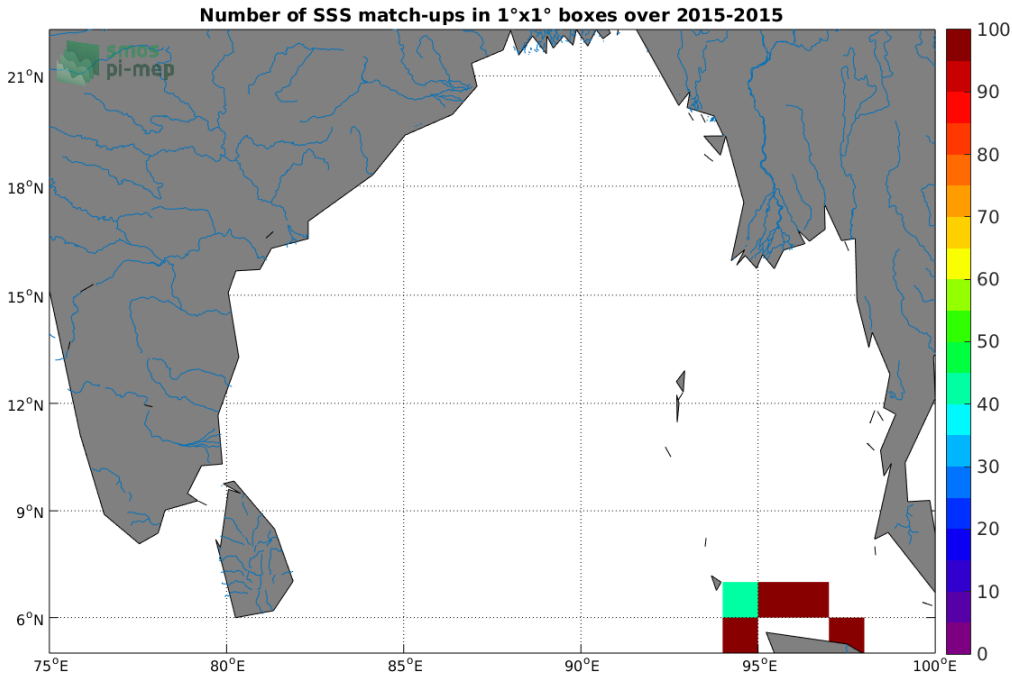 Number of SSS match-ups in 1°x1° boxes over 2015-2015
smos
pi-mep
21°N
18°N
15°N
12°N
9°N
6°N
75°E
80°E
85°E
90°E
95°E
100°E
100
90
80
70
60
50
40
30
20
10
0